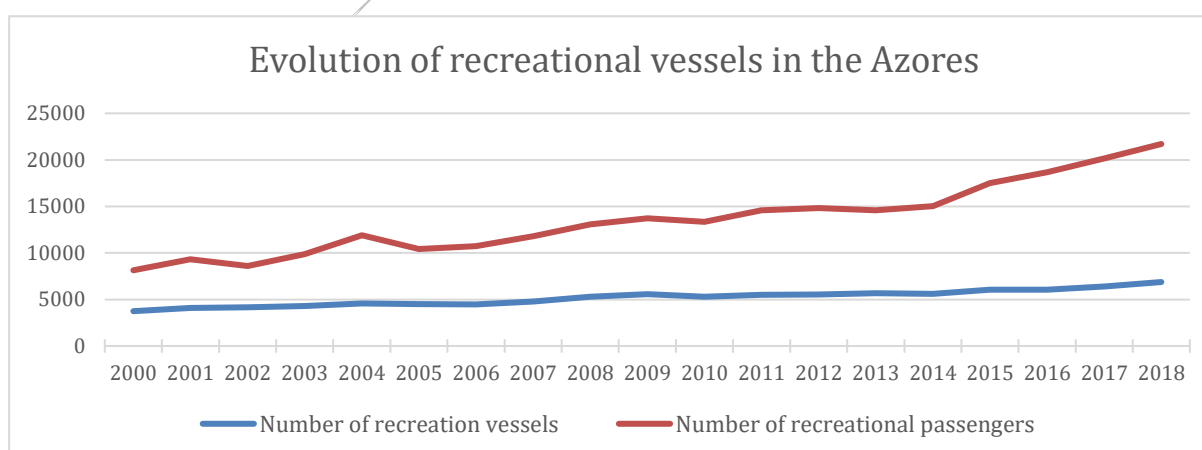 Evolution of recreational vessels in the Azores
25000
20000
15000
10000
5000
0
2000 2001 2002 2003 2004 2005 2006 2007 2008 2009 2010 2011 2012 2013 2014 2015 2016 2017 2018
Number of recreation vessels Number of recreational passengers